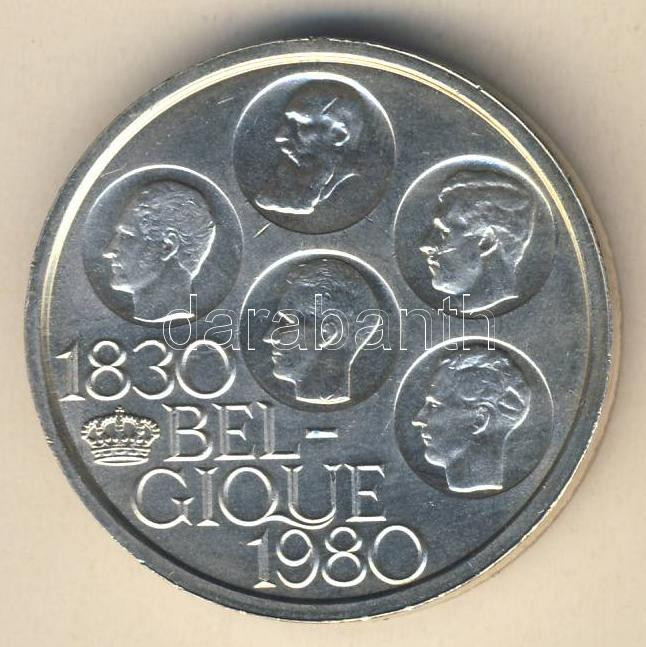 darabanth
1830
BEL-
GIQUE
1980